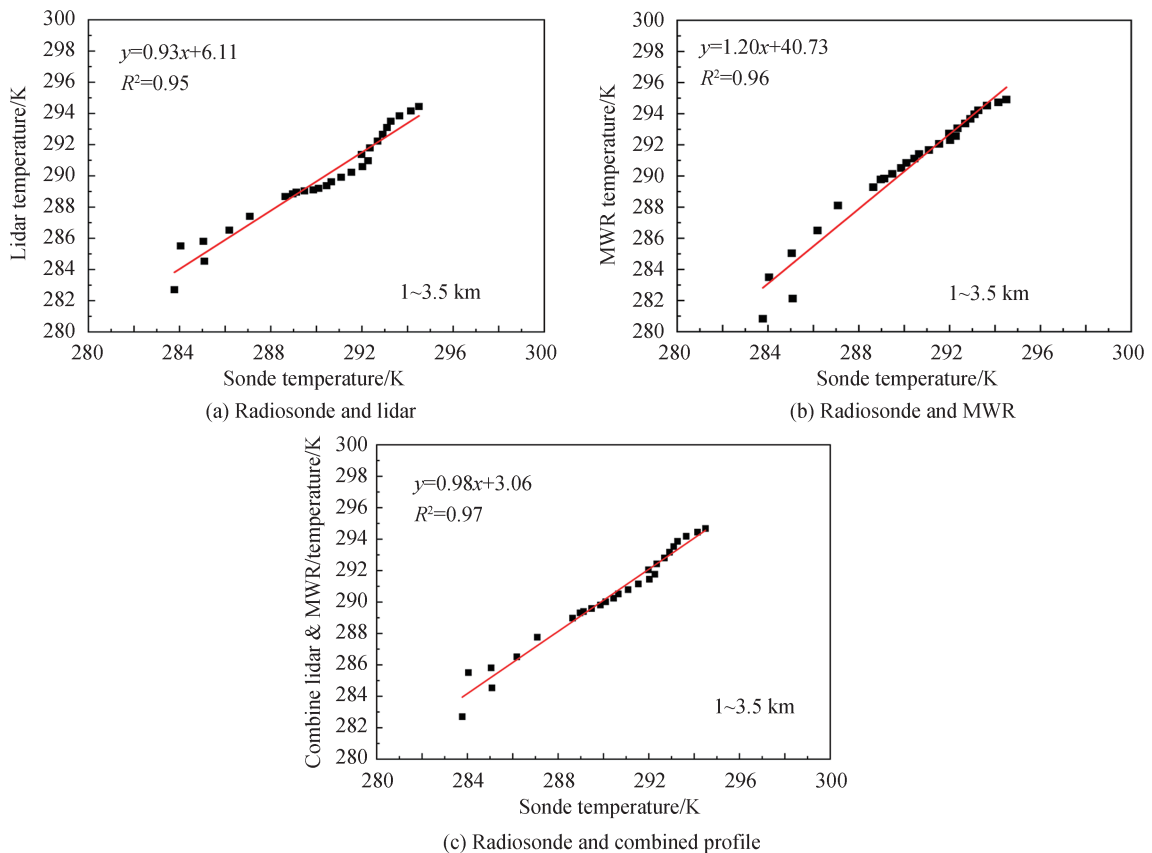 300
298
296
294
292
290
288
286
284
282
280
Lidar temperature/K
y=0.93x+6.11
R²=0.95
1~3.5 km
280
284
288
292
296
300
Sonde temperature/K
(a) Radiosonde and lidar
300
298
296
294
292
290
288
286
284
282
280
MWR temperature/K
y=1.20x+40.73
R²=0.96
1~3.5 km
280
284
288
292
296
300
Sonde temperature/K
(b) Radiosonde and MWR
300
298
296
294
292
290
288
286
284
282
280
Combine lidar & MWR/temperature/K
y=0.98x+3.06
R²=0.97
1~3.5 km
280
284
288
292
296
300
Sonde temperature/K
(c) Radiosonde and combined profile